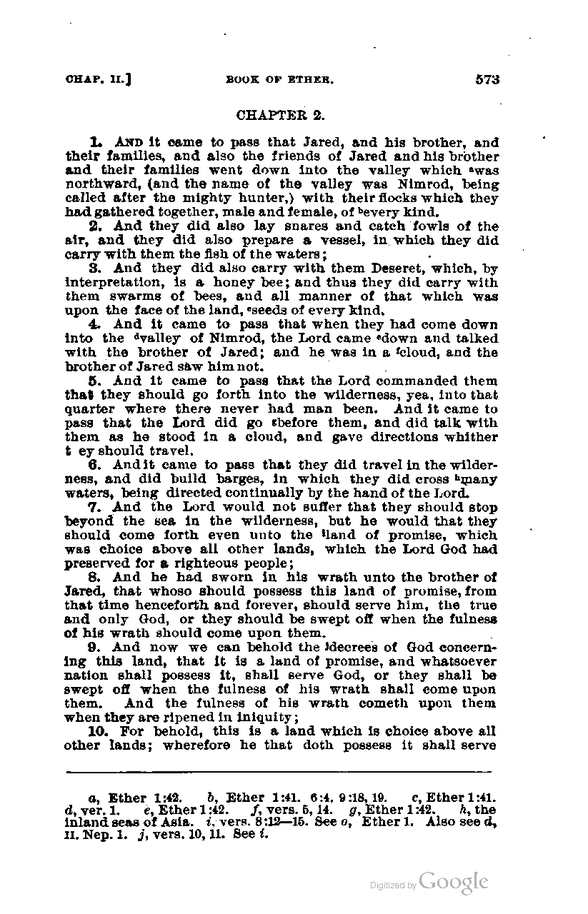 CHAP. II.] BOOK OF ETHER. 573
CHAPTER 2.
1. AND it came to pass that Jared, and his brother, and
their families, and also the friends of Jared and his brother
and their families went down into the valley which ᵃwas
northward, (and the name of the valley was Nimrod, being
called after the mighty hunter,) with their flocks which they
had gathered together, male and female, of ᵇevery kind.
2. And they did also lay snares and catch fowls of the
air, and they did also prepare a vessel, in which they did
carry with them the fish of the waters;
3. And they did also carry with them Deseret, which, by
interpretation, is a honey bee; and thus they did carry with
them swarms of bees, and all manner of that which was
upon the face of the land, ᶜseeds of every kind.
4. And it came to pass that when they had come down
into the ᵈvalley of Nimrod, the Lord came ᵉdown and talked
with the brother of Jared; and he was in a ᶠcloud, and the
brother of Jared saw him not.
5. And it came to pass that the Lord commanded them
that they should go forth into the wilderness, yea, into that
quarter where there never had man been. And it came to
pass that the Lord did go ᵍbefore them, and did talk with
them as he stood in a cloud, and gave directions whither
t ey should travel.
6. And it came to pass that they did travel in the wilder-
ness, and did build barges, in which they did cross ʰmany
waters, being directed continually by the hand of the Lord.
7. And the Lord would not suffer that they should stop
beyond the sea in the wilderness, but he would that they
should come forth even unto the ⁱland of promise, which
was choice above all other lands, which the Lord God had
preserved for a righteous people;
8. And he had sworn in his wrath unto the brother of
Jared, that whoso should possess this land of promise, from
that time henceforth and forever, should serve him, the true
and only God, or they should be swept off when the fulness
of his wrath should come upon them.
9. And now we can behold the ʲdecrees of God concern-
ing this land, that it is a land of promise, and whatsoever
nation shall possess it, shall serve God, or they shall be
swept off when the fulness of his wrath shall come upon
them. And the fulness of his wrath cometh upon them
when they are ripened in iniquity;
10. For behold, this is a land which is choice above all
other lands; wherefore he that doth possess it shall serve
a, Ether 1:42. b, Ether 1:41. 6:4. 9:18, 19. c, Ether 1:41.
d, ver. 1. e, Ether 1:42. f, vers. 5, 14. g, Ether 1:42. h, the
inland seas of Asia. i, vers. 8:12—15. See o, Ether 1. Also see d,
II. Nep. 1. j, vers. 10, 11. See i.
Digitized by Google